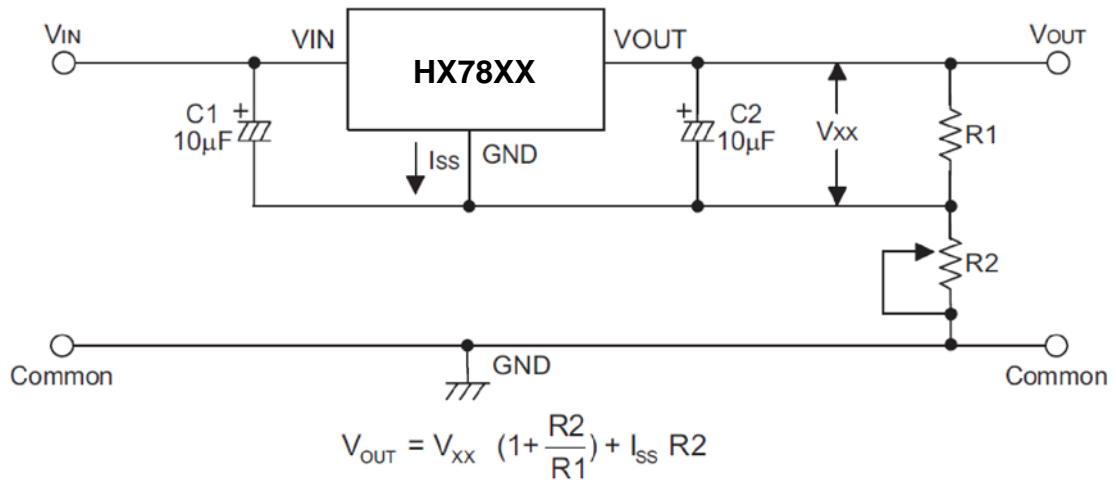 VIN
VIN
HX78XX
VOUT
VOUT
C1 +
10μF
ISS
GND
+ C2
10μF
VXX
R1
R2
Common
GND
Common
VOUT = VXX (1+ R2/R1) + ISS R2